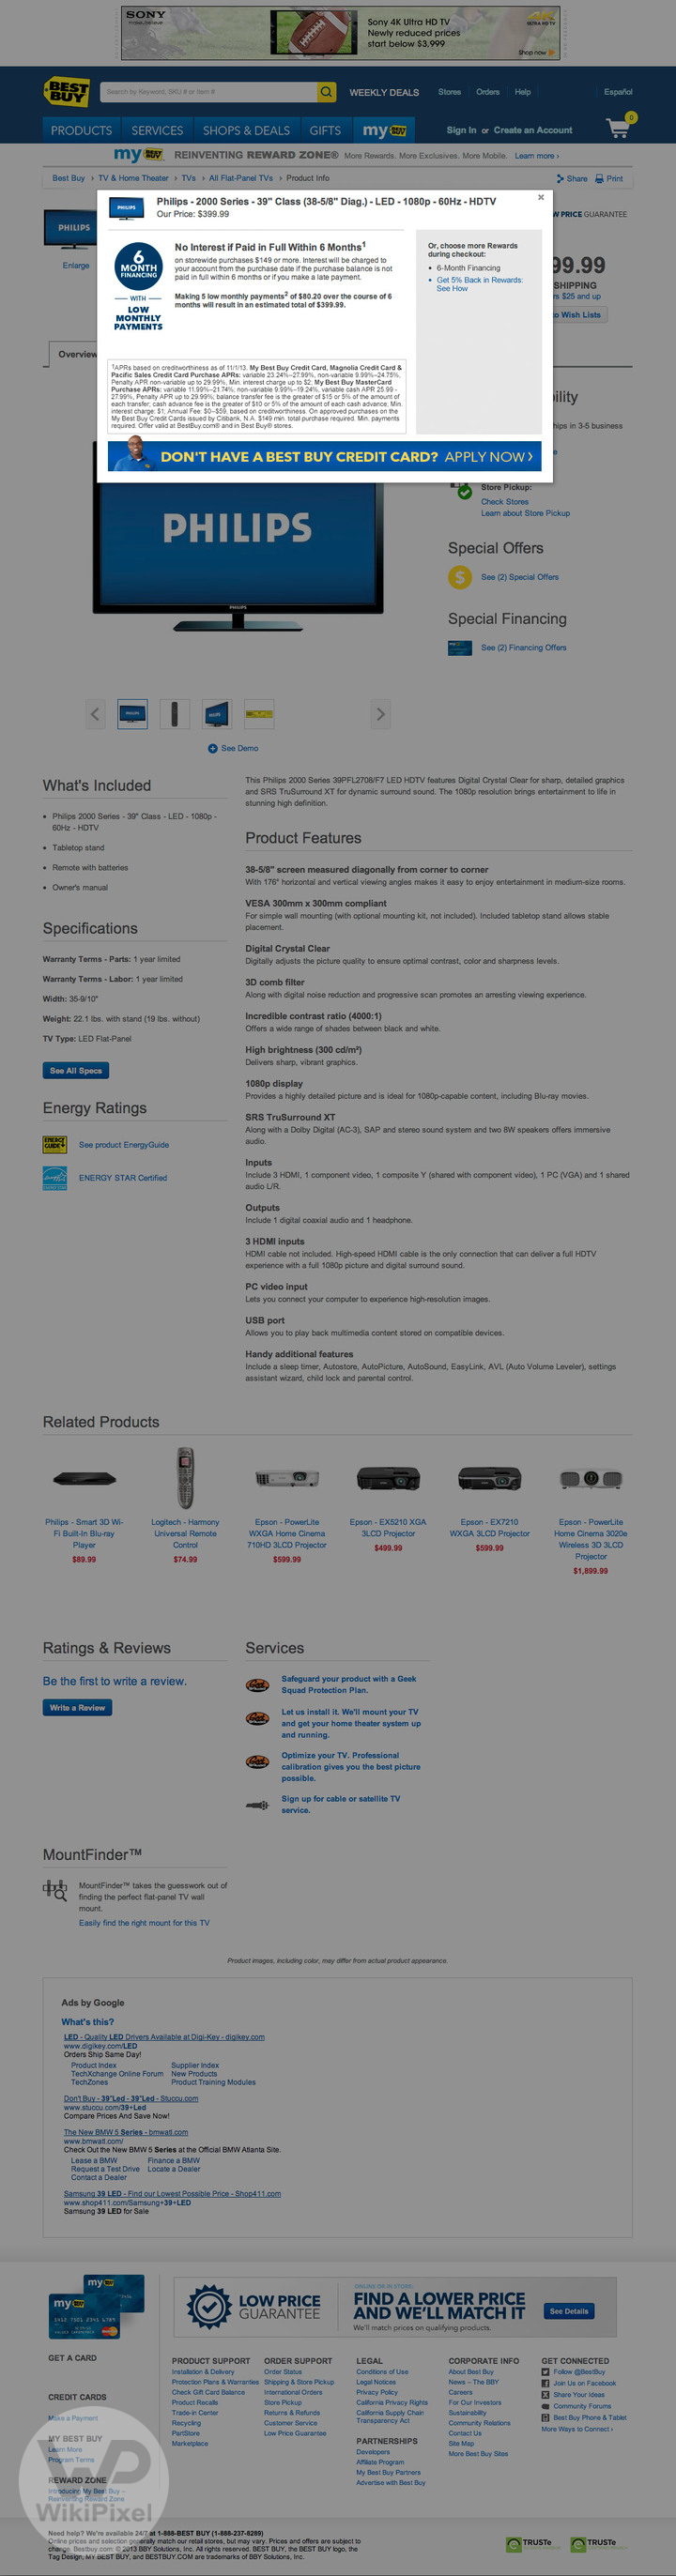 SONY
make.believe
Sony 4K Ultra HD TV
Newly reduced prices
start below $3,999
4K
ULTRA HD TV
Shop now
BEST BUY
Search by Keyword, SKU # or Item #
WEEKLY DEALS
Stores
Orders
Help
Español
PRODUCTS
SERVICES
SHOPS & DEALS
GIFTS
my BEST BUY
Sign In or Create an Account
0
my BEST BUY REINVENTING REWARD ZONE® More Rewards. More Exclusives. More Mobile. Learn more ›
Best Buy › TV & Home Theater › TVs › All Flat-Panel TVs › Product Info
Share Print
Philips - 2000 Series - 39" Class (38-5/8" Diag.) - LED - 1080p - 60Hz - HDTV
Our Price: $399.99
PHILIPS
W PRICE GUARANTEE
Enlarge
99.99
SHIPPING
rs $25 and up
to Wish Lists
6
MONTH
FINANCING
WITH
LOW
MONTHLY
PAYMENTS
No Interest if Paid in Full Within 6 Months1
on storewide purchases $149 or more. Interest will be charged to
your account from the purchase date if the purchase balance is not
paid in full within 6 months or if you make a late payment.
Making 5 low monthly payments2 of $80.20 over the course of 6
months will result in an estimated total of $399.99.
Or, choose more Rewards
during checkout:
• 6-Month Financing
• Get 5% Back in Rewards:
See How
Overview
1APRs based on creditworthiness as of 11/1/13. My Best Buy Credit Card, Magnolia Credit Card &
Pacific Sales Credit Card Purchase APRs: variable 23.24%–27.99%, non-variable 9.99%–24.75%,
Penalty APR non-variable up to 29.99%. Min. interest charge up to $2. My Best Buy MasterCard
Purchase APRs: variable 11.99%–21.74%; non-variable 9.99%–19.24%, variable cash APR 25.99 -
27.99%, Penalty APR up to 29.99%; balance transfer fee is the greater of $15 or 5% of the amount of
each transfer; cash advance fee is the greater of $10 or 5% of the amount of each cash advance. Min.
interest charge: $1; Annual Fee: $0–$59, based on creditworthiness. On approved purchases on the
My Best Buy Credit Cards issued by Citibank, N.A. $149 min. total purchase required. Min. payments
required. Offer valid at BestBuy.com® and in Best Buy® stores.
DON'T HAVE A BEST BUY CREDIT CARD? APPLY NOW ›
ility
hips in 3-5 business
Store Pickup:
Check Stores
Learn about Store Pickup
PHILIPS
PHILIPS
Special Offers
$
See (2) Special Offers
Special Financing
See (2) Financing Offers
See Demo
What's Included
• Philips 2000 Series - 39" Class - LED - 1080p -
60Hz - HDTV
• Tabletop stand
• Remote with batteries
• Owner's manual
Specifications
Warranty Terms - Parts: 1 year limited
Warranty Terms - Labor: 1 year limited
Width: 35-9/10"
Weight: 22.1 lbs. with stand (19 lbs. without)
TV Type: LED Flat-Panel
See All Specs
Energy Ratings
ENERGY GUIDE
See product EnergyGuide
ENERGY STAR Certified
This Philips 2000 Series 39PFL2708/F7 LED HDTV features Digital Crystal Clear for sharp, detailed graphics
and SRS TruSurround XT for dynamic surround sound. The 1080p resolution brings entertainment to life in
stunning high definition.
Product Features
38-5/8" screen measured diagonally from corner to corner
With 176° horizontal and vertical viewing angles makes it easy to enjoy entertainment in medium-size rooms.
VESA 300mm x 300mm compliant
For simple wall mounting (with optional mounting kit, not included). Included tabletop stand allows stable
placement.
Digital Crystal Clear
Digitally adjusts the picture quality to ensure optimal contrast, color and sharpness levels.
3D comb filter
Along with digital noise reduction and progressive scan promotes an arresting viewing experience.
Incredible contrast ratio (4000:1)
Offers a wide range of shades between black and white.
High brightness (300 cd/m²)
Delivers sharp, vibrant graphics.
1080p display
Provides a highly detailed picture and is ideal for 1080p-capable content, including Blu-ray movies.
SRS TruSurround XT
Along with a Dolby Digital (AC-3), SAP and stereo sound system and two 8W speakers offers immersive
audio.
Inputs
Include 3 HDMI, 1 component video, 1 composite Y (shared with component video), 1 PC (VGA) and 1 shared
audio L/R.
Outputs
Include 1 digital coaxial audio and 1 headphone.
3 HDMI inputs
HDMI cable not included. High-speed HDMI cable is the only connection that can deliver a full HDTV
experience with a full 1080p picture and digital surround sound.
PC video input
Lets you connect your computer to experience high-resolution images.
USB port
Allows you to play back multimedia content stored on compatible devices.
Handy additional features
Include a sleep timer, Autostore, AutoPicture, AutoSound, EasyLink, AVL (Auto Volume Leveler), settings
assistant wizard, child lock and parental control.
Related Products
Philips - Smart 3D Wi-
Fi Built-In Blu-ray
Player
$89.99
Logitech - Harmony
Universal Remote
Control
$74.99
Epson - PowerLite
WXGA Home Cinema
710HD 3LCD Projector
$599.99
Epson - EX5210 XGA
3LCD Projector
$499.99
Epson - EX7210
WXGA 3LCD Projector
$599.99
Epson - PowerLite
Home Cinema 3020e
Wireless 3D 3LCD
Projector
$1,899.99
Ratings & Reviews
Be the first to write a review.
Write a Review
Services
Safeguard your product with a Geek
Squad Protection Plan.
Let us install it. We'll mount your TV
and get your home theater system up
and running.
Optimize your TV. Professional
calibration gives you the best picture
possible.
Sign up for cable or satellite TV
service.
MountFinder™
MountFinder™ takes the guesswork out of
finding the perfect flat-panel TV wall
mount.
Easily find the right mount for this TV
Product images, including color, may differ from actual product appearance.
Ads by Google
What's this?
LED - Quality LED Drivers Available at Digi-Key - digikey.com
www.digikey.com/LED
Orders Ship Same Day!
Product Index Supplier Index
TechXchange Online Forum New Products
TechZones Product Training Modules
Don't Buy - 39"Led - 39"Led - Stuccu.com
www.stuccu.com/39+Led
Compare Prices And Save Now!
The New BMW 5 Series - bmwatl.com
www.bmwatl.com/
Check Out the New BMW 5 Series at the Official BMW Atlanta Site.
Lease a BMW Finance a BMW
Request a Test Drive Locate a Dealer
Contact a Dealer
Samsung 39 LED - Find our Lowest Possible Price - Shop411.com
www.shop411.com/Samsung+39+LED
Samsung 39 LED for Sale
my BEST BUY
my BEST BUY
LOW PRICE
GUARANTEE
ONLINE OR IN STORE:
FIND A LOWER PRICE
AND WE'LL MATCH IT
We'll match prices on qualifying products.
See Details
GET A CARD
CREDIT CARDS
Make a Payment
MY BEST BUY
Learn More
Program Terms
REWARD ZONE
Introducing My Best Buy –
Reinventing Reward Zone
PRODUCT SUPPORT
Installation & Delivery
Protection Plans & Warranties
Check Gift Card Balance
Product Recalls
Trade-In Center
Recycling
PartStore
Marketplace
ORDER SUPPORT
Order Status
Shipping & Store Pickup
International Orders
Store Pickup
Returns & Refunds
Customer Service
Low Price Guarantee
LEGAL
Conditions of Use
Legal Notices
Privacy Policy
California Privacy Rights
California Supply Chain
Transparency Act
PARTNERSHIPS
Developers
Affiliate Program
My Best Buy Partners
Advertise with Best Buy
CORPORATE INFO
About Best Buy
News – The BBY
Careers
For Our Investors
Sustainability
Community Relations
Contact Us
Site Map
More Best Buy Sites
GET CONNECTED
Follow @BestBuy
Join Us on Facebook
Share Your Ideas
Community Forums
Best Buy Phone & Tablet
More Ways to Connect ›
WikiPixel
Need help? We're available 24/7 at 1-888-BEST BUY (1-888-237-8289)
Online prices and selection generally match our retail stores, but may vary. Prices and offers are subject to
change. Bestbuy.com: © 2013 BBY Solutions, Inc. All rights reserved. BEST BUY, the BEST BUY logo, the
Tag Design, MY BEST BUY, and BESTBUY.COM are trademarks of BBY Solutions, Inc.
TRUSTe
TRUSTe